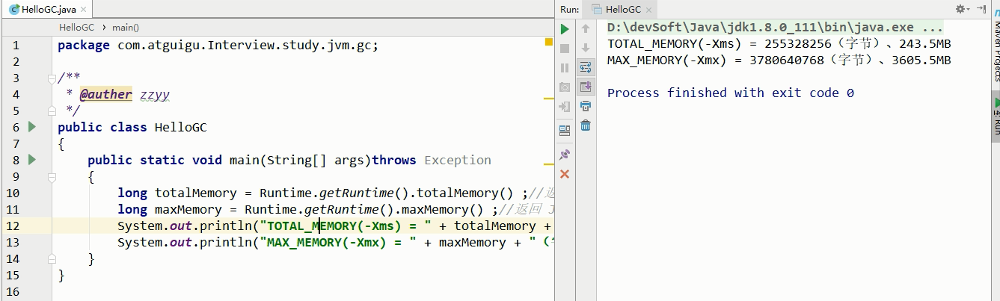 HelloGC.java
HelloGC > main()
1 package com.atguigu.Interview.study.jvm.gc;
2
3 /**
4 * @auther zzyy
5 */
6 public class HelloGC
7 {
8 public static void main(String[] args)throws Exception
9 {
10 long totalMemory = Runtime.getRuntime().totalMemory() ;//返
11 long maxMemory = Runtime.getRuntime().maxMemory() ;//返回 J
12 System.out.println("TOTAL_MEMORY(-Xms) = " + totalMemory +
13 System.out.println("MAX_MEMORY(-Xmx) = " + maxMemory + "（字
14 }
15 }
16
Run: HelloGC
D:\devSoft\Java\jdk1.8.0_111\bin\java.exe ...
TOTAL_MEMORY(-Xms) = 255328256（字节）、243.5MB
MAX_MEMORY(-Xmx) = 3780640768（字节）、3605.5MB
Process finished with exit code 0
Maven Projects
4: Run